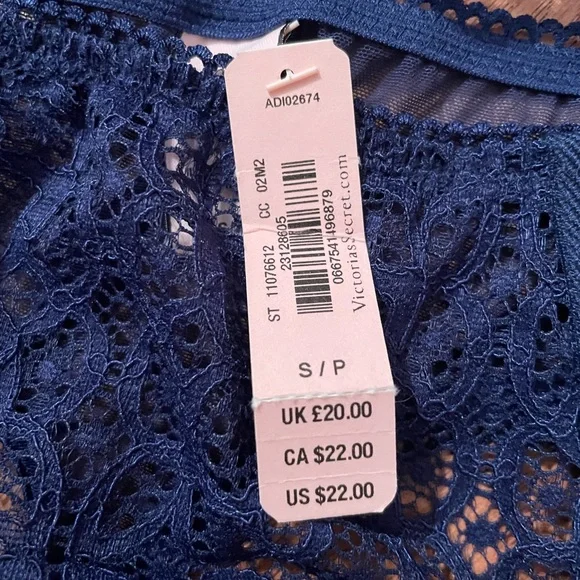 ADI02674
ST 11076612 CC 02M2
23128605
0667541496879
VictoriasSecret.com
S / P
UK £20.00
CA $22.00
US $22.00